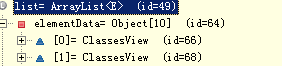 list= ArrayList<E> (id=49)
elementData= Object[10] (id=64)
[0]= ClassesView (id=66)
[1]= ClassesView (id=68)